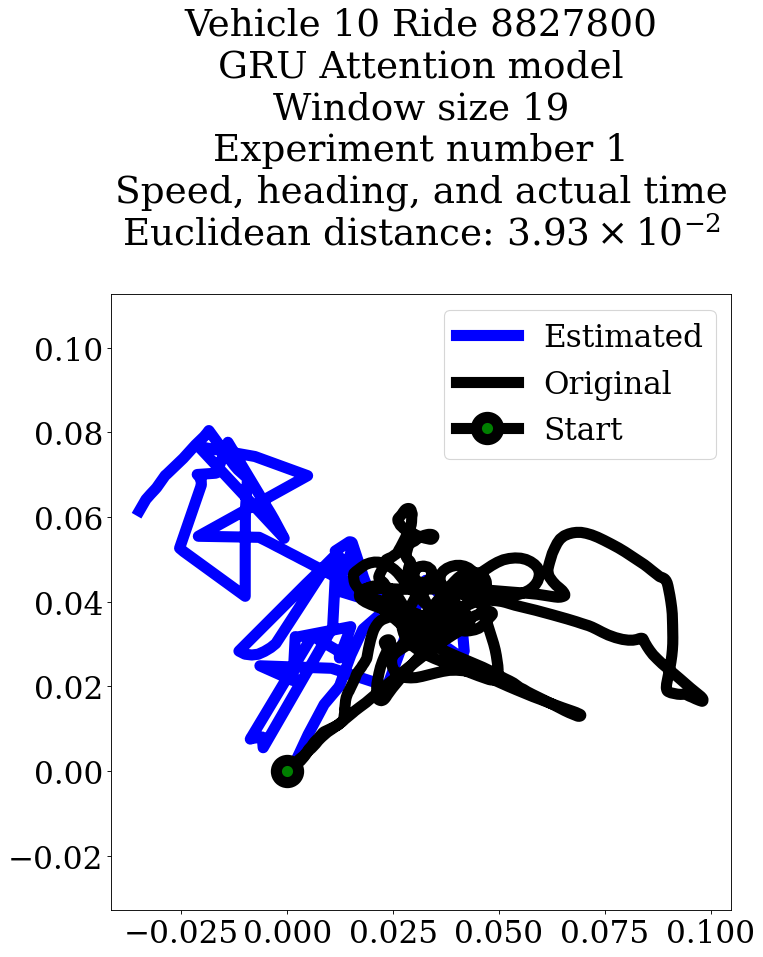 Vehicle 10 Ride 8827800
GRU Attention model
Window size 19
Experiment number 1
Speed, heading, and actual time
Euclidean distance: 3.93 × 10⁻²
Estimated
Original
Start
0.10
0.08
0.06
0.04
0.02
0.00
−0.02
−0.025 0.000 0.025 0.050 0.075 0.100